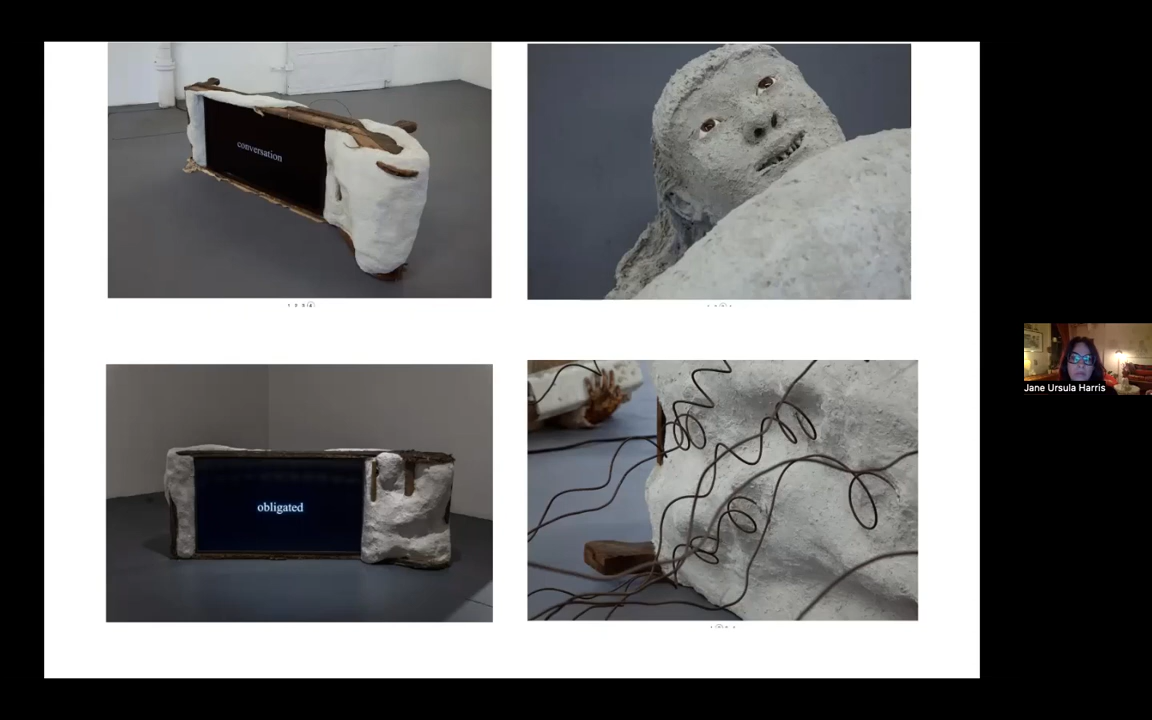 conversation
obligated
Jane Ursula Harris